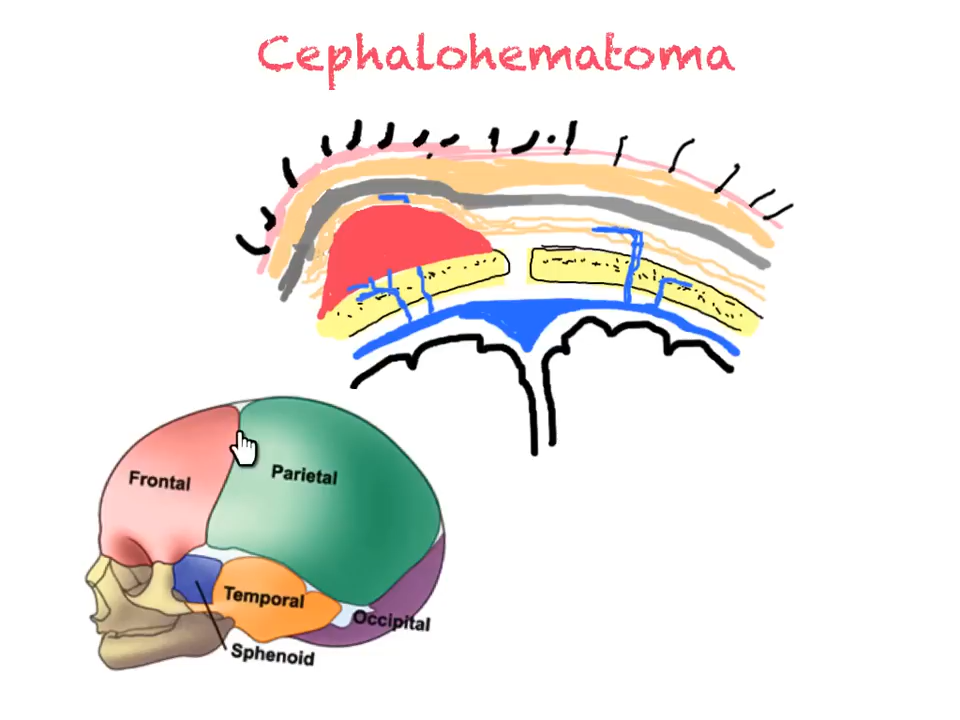 Cephalohematoma
Frontal
Parietal
Temporal
Occipital
Sphenoid